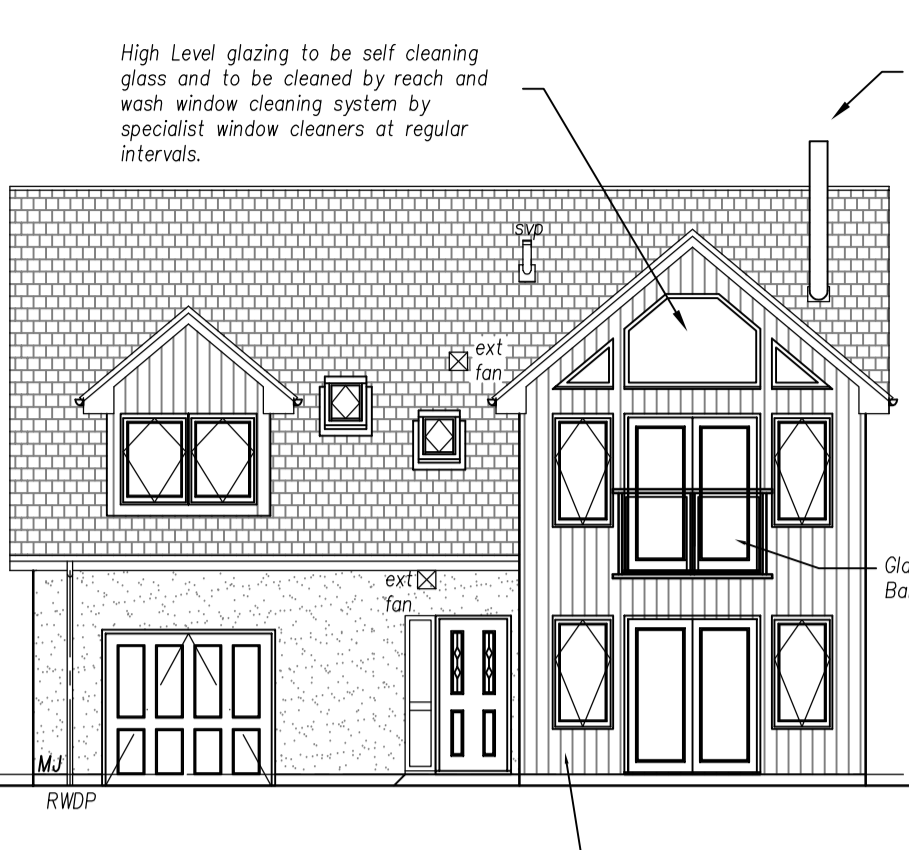 High Level glazing to be self cleaning
glass and to be cleaned by reach and
wash window cleaning system by
specialist window cleaners at regular
intervals.
svp
ext
fan
ext
fan
MJ
RWDP